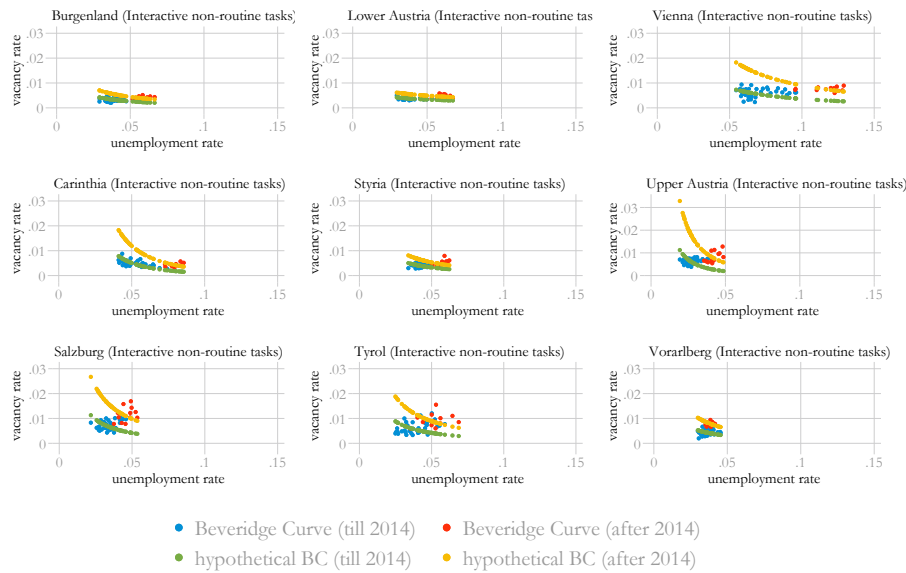 Burgenland (Interactive non-routine tasks)
vacancy rate
.03
.02
.01
0
0
.05
.1
.15
unemployment rate
Lower Austria (Interactive non-routine tas
vacancy rate
.03
.02
.01
0
0
.05
.1
.15
unemployment rate
Vienna (Interactive non-routine tasks)
vacancy rate
.03
.02
.01
0
0
.05
.1
.15
unemployment rate
Carinthia (Interactive non-routine tasks)
vacancy rate
.03
.02
.01
0
0
.05
.1
.15
unemployment rate
Styria (Interactive non-routine tasks)
vacancy rate
.03
.02
.01
0
0
.05
.1
.15
unemployment rate
Upper Austria (Interactive non-routine tasks)
vacancy rate
.03
.02
.01
0
0
.05
.1
.15
unemployment rate
Salzburg (Interactive non-routine tasks)
vacancy rate
.03
.02
.01
0
0
.05
.1
.15
unemployment rate
Tyrol (Interactive non-routine tasks)
vacancy rate
.03
.02
.01
0
0
.05
.1
.15
unemployment rate
Vorarlberg (Interactive non-routine tasks)
vacancy rate
.03
.02
.01
0
0
.05
.1
.15
unemployment rate
Beveridge Curve (till 2014)
Beveridge Curve (after 2014)
hypothetical BC (till 2014)
hypothetical BC (after 2014)